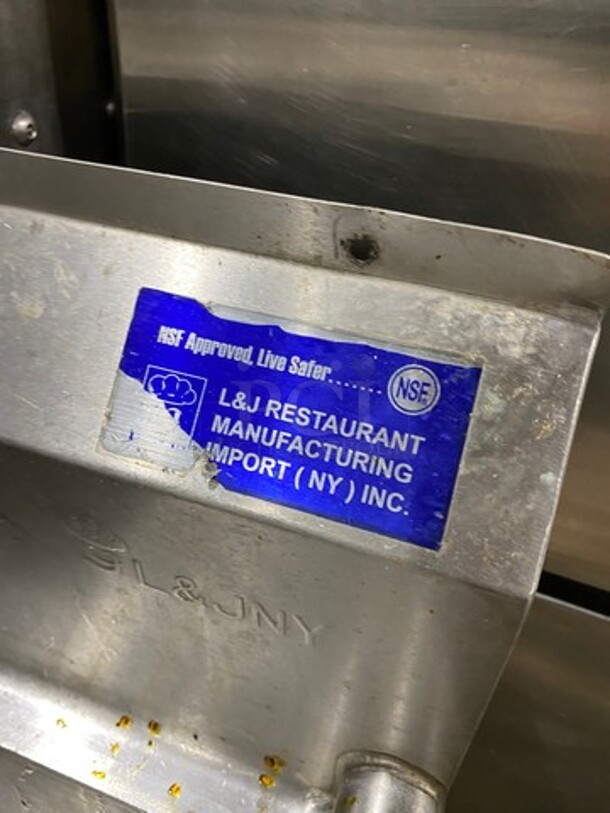 NSF Approved, Live Safer.......
NSF
L&J RESTAURANT
MANUFACTURING
IMPORT ( NY ) INC.
L&JNY